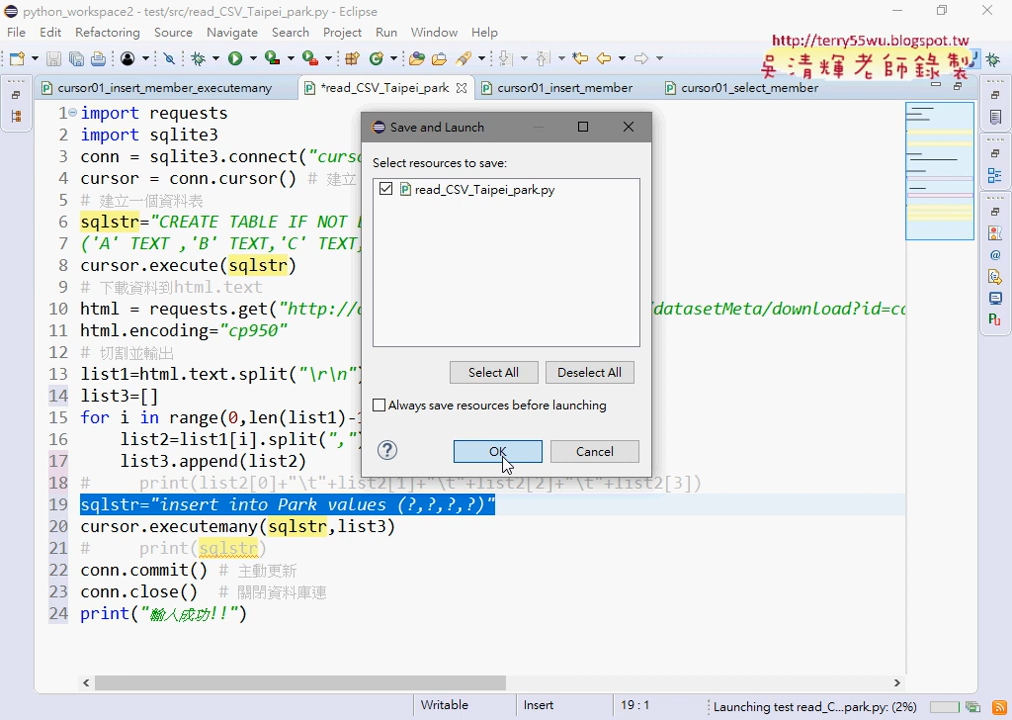 python_workspace2 - test/src/read_CSV_Taipei_park.py - Eclipse
File Edit Refactoring Source Navigate Search Project Run Window Help
http://terry55wu.blogspot.tw
吳清輝老師錄製
cursor01_insert_member_executemany
*read_CSV_Taipei_park
cursor01_insert_member
cursor01_select_member
1 import requests
2 import sqlite3
3 conn = sqlite3.connect("curso
4 cursor = conn.cursor() # 建立
5 # 建立一個資料表
6 sqlstr="CREATE TABLE IF NOT E
7 ('A' TEXT ,'B' TEXT,'C' TEXT,
8 cursor.execute(sqlstr)
9 # 下載資料到html.text
10 html = requests.get("http://d /datasetMeta/download?id=co
11 html.encoding="cp950"
12 # 切割並輸出
13 list1=html.text.split("\r\n")
14 list3=[]
15 for i in range(0,len(list1)-1
16 list2=list1[i].split(",")
17 list3.append(list2)
18 # print(list2[0]+"\t"+list2[1]+"\t"+list2[2]+"\t"+list2[3])
19 sqlstr="insert into Park values (?,?,?,?)"
20 cursor.executemany(sqlstr,list3)
21 # print(sqlstr)
22 conn.commit() # 主動更新
23 conn.close() # 關閉資料庫連
24 print("輸入成功!!")
Save and Launch
Select resources to save:
read_CSV_Taipei_park.py
Select All
Deselect All
Always save resources before launching
OK
Cancel
Writable
Insert
19 : 1
Launching test read_C...park.py: (2%)